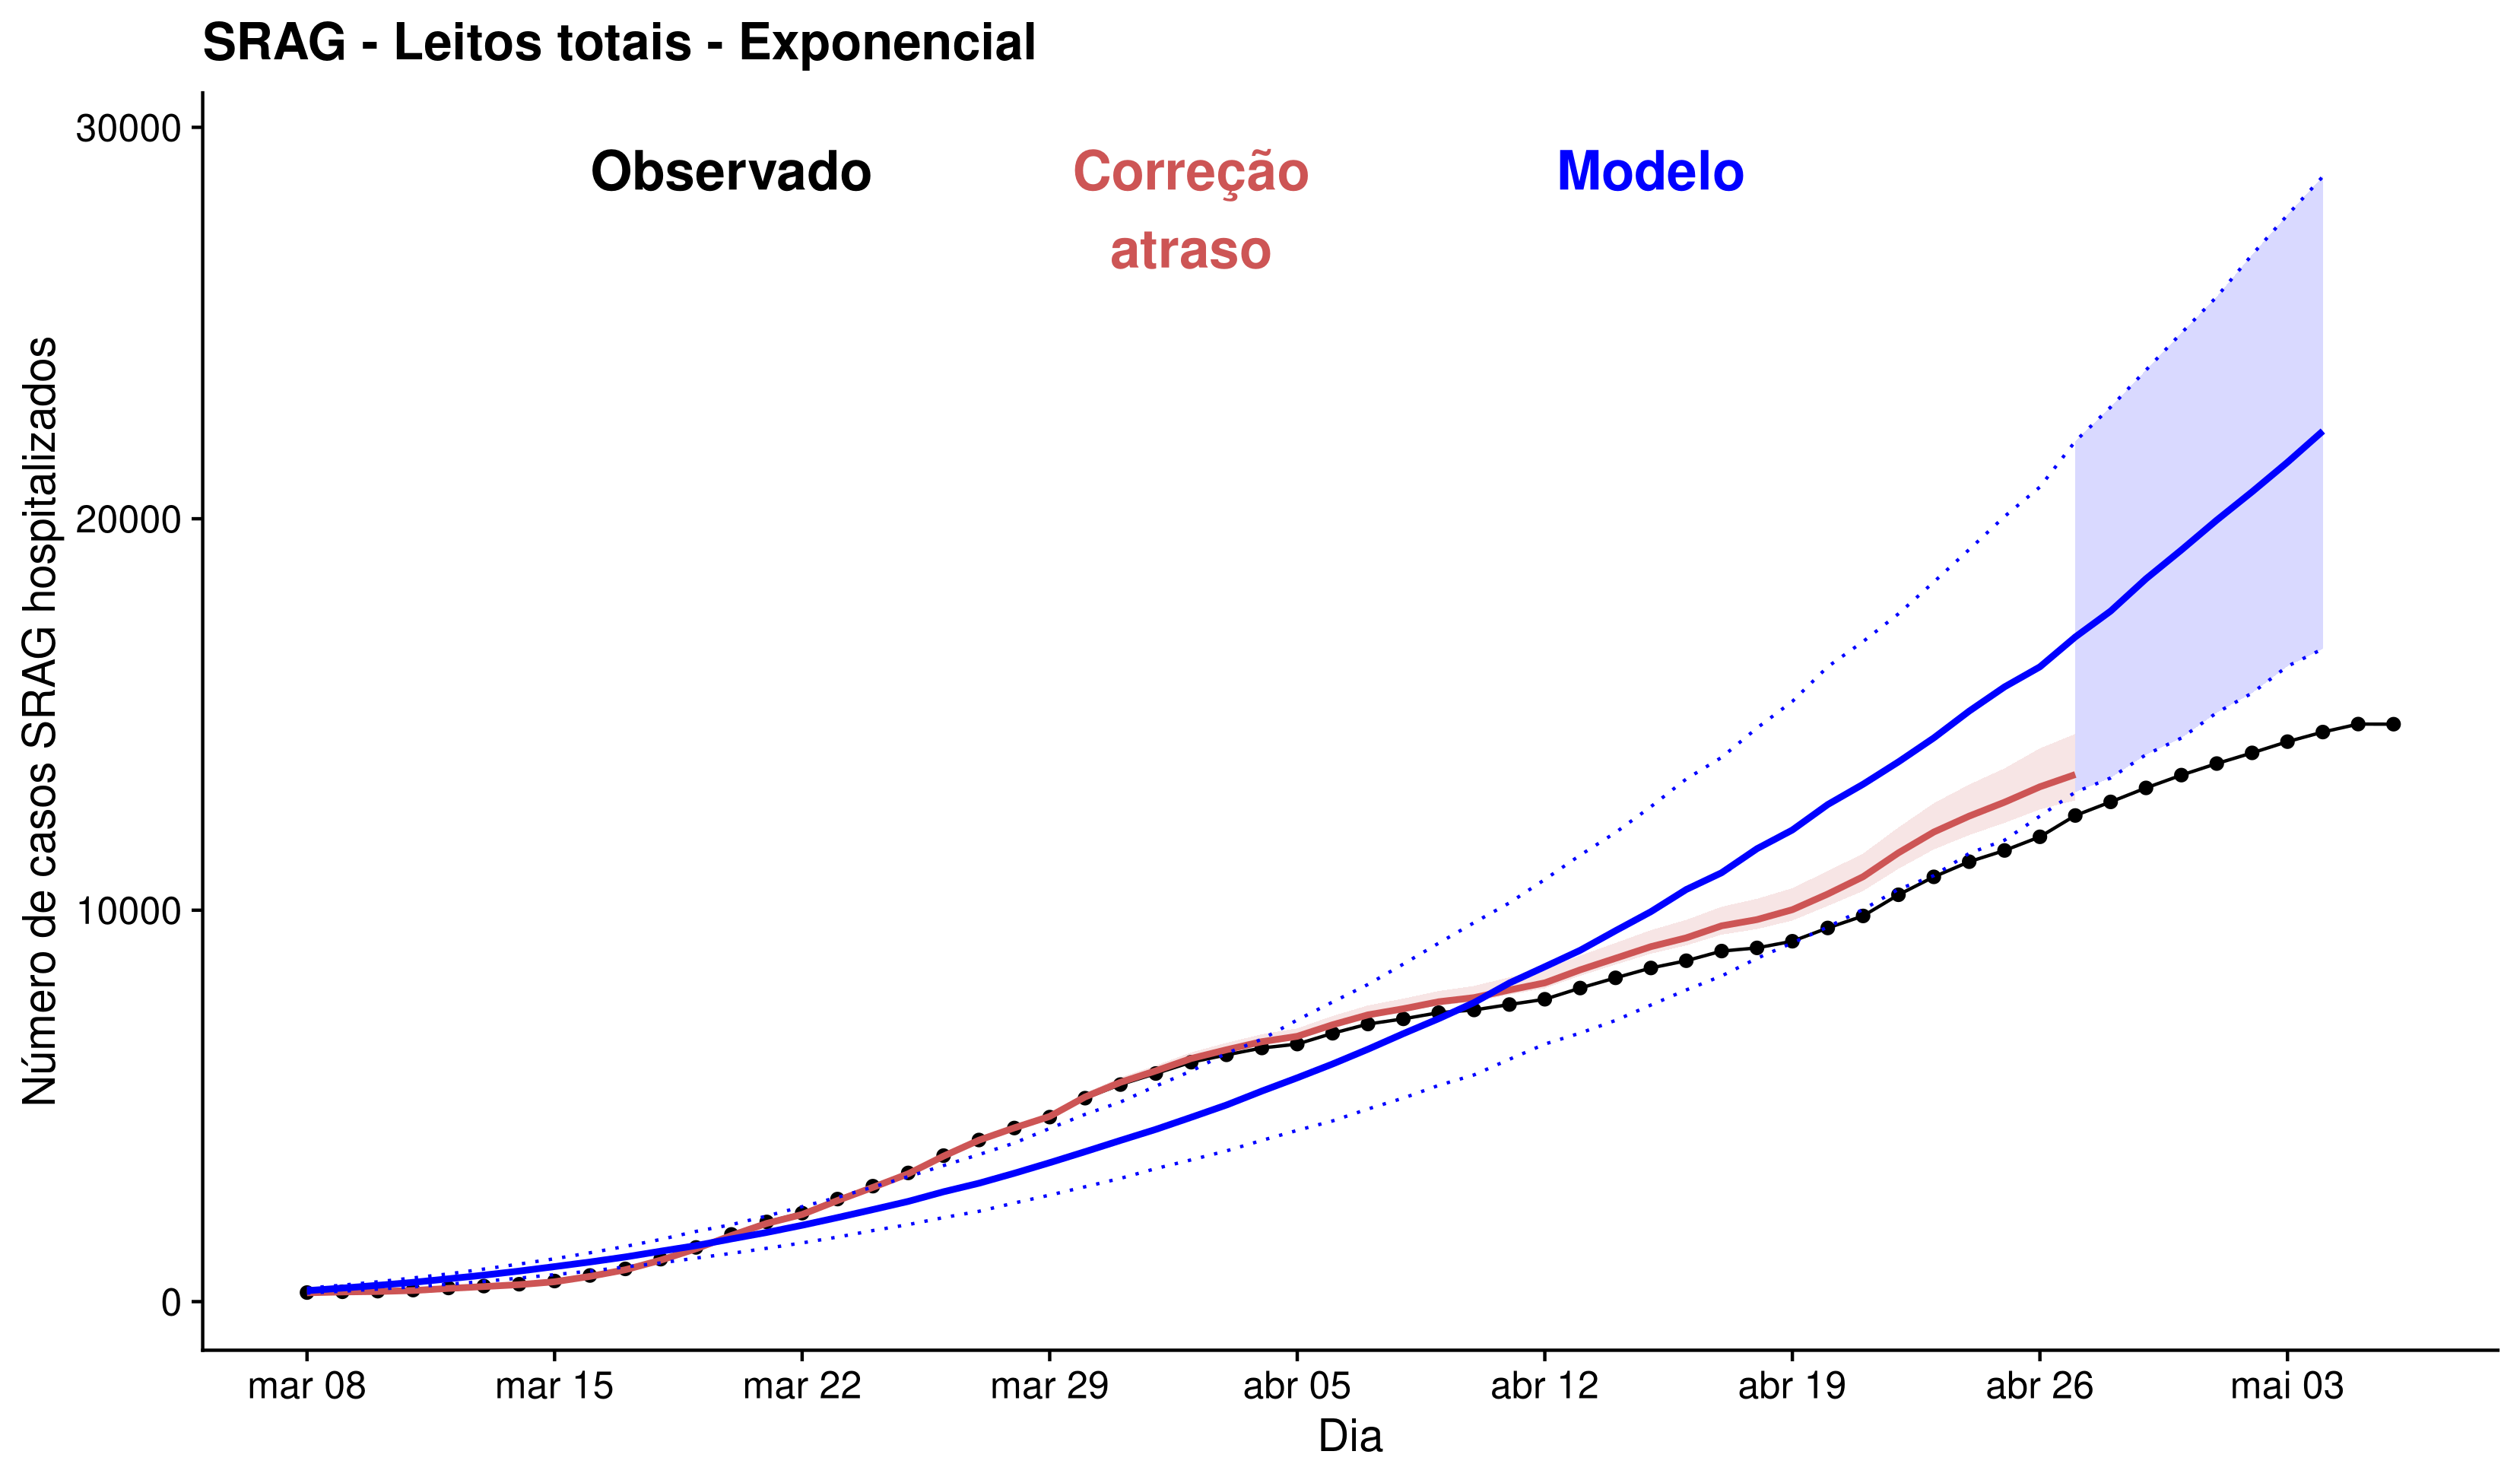 SRAG - Leitos totais - Exponencial
Observado
Correção
atraso
Modelo
Número de casos SRAG hospitalizados
30000
20000
10000
0
mar 08
mar 15
mar 22
mar 29
abr 05
abr 12
abr 19
abr 26
mai 03
Dia